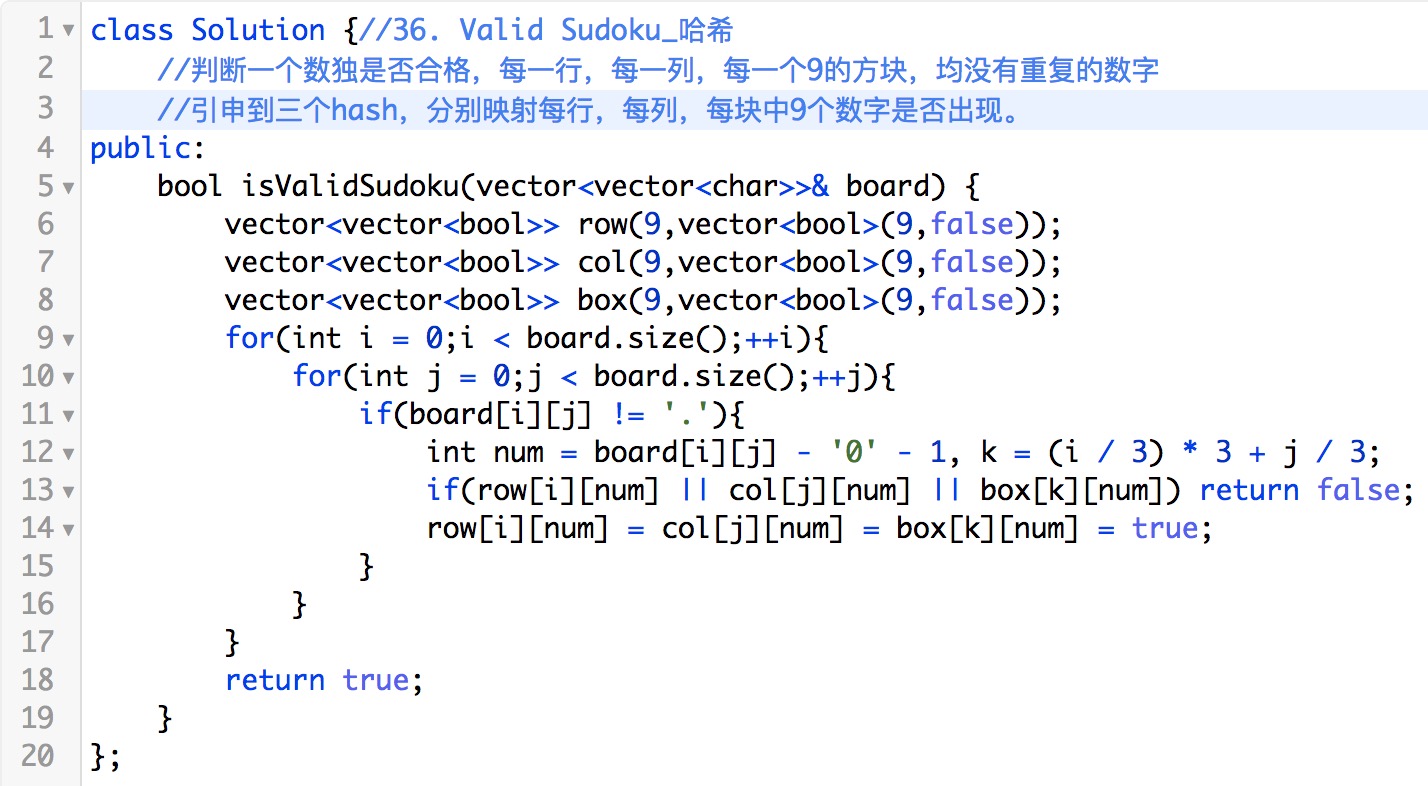 1 class Solution {//36. Valid Sudoku_哈希
2     //判断一个数独是否合格，每一行，每一列，每一个9的方块，均没有重复的数字
3     //引申到三个hash，分别映射每行，每列，每块中9个数字是否出现。
4 public:
5     bool isValidSudoku(vector<vector<char>>& board) {
6         vector<vector<bool>> row(9,vector<bool>(9,false));
7         vector<vector<bool>> col(9,vector<bool>(9,false));
8         vector<vector<bool>> box(9,vector<bool>(9,false));
9         for(int i = 0;i < board.size();++i){
10             for(int j = 0;j < board.size();++j){
11                 if(board[i][j] != '.'){
12                     int num = board[i][j] - '0' - 1, k = (i / 3) * 3 + j / 3;
13                     if(row[i][num] || col[j][num] || box[k][num]) return false;
14                     row[i][num] = col[j][num] = box[k][num] = true;
15                 }
16             }
17         }
18         return true;
19     }
20 };